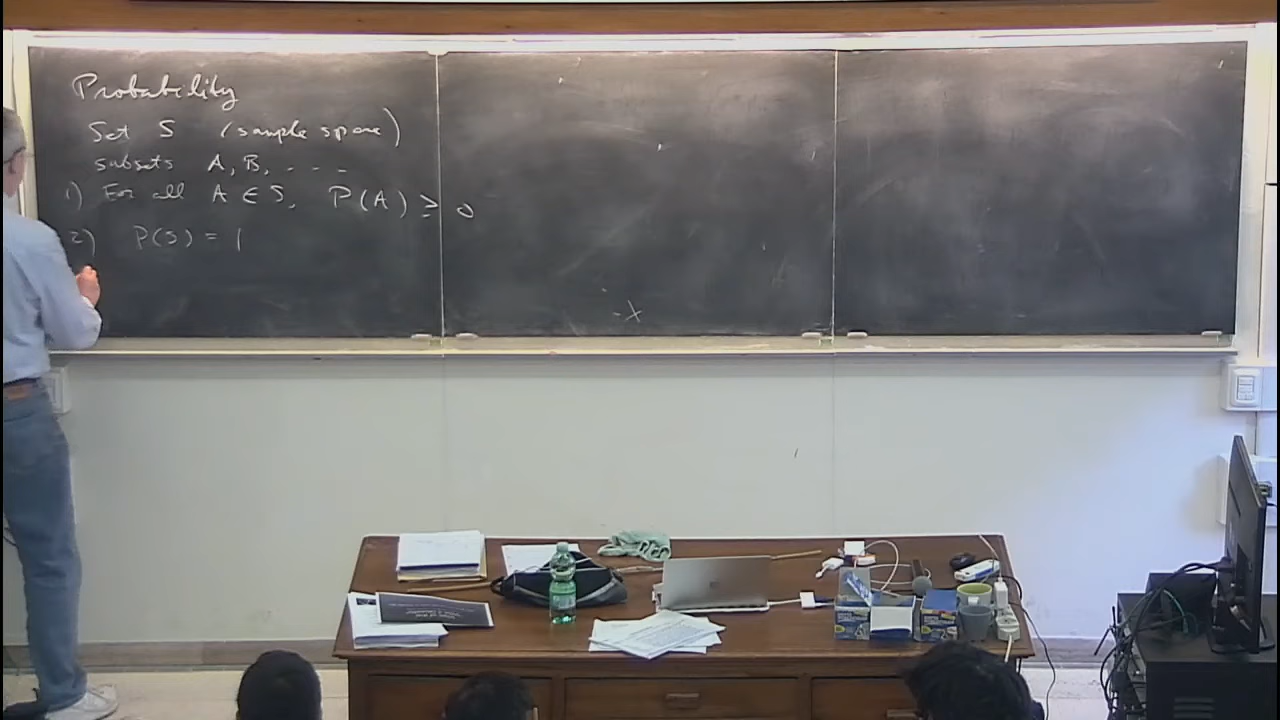 Probability
Set S (sample space)
subsets A, B, . . .
1) For all A ∈ S, P(A) ≥ 0
2) P(S) = 1